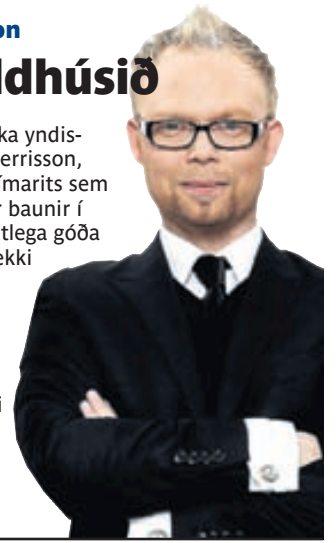 on
ldhúsið
ka yndis-
errisson,
ímarits sem
r baunir í
tlega góða
ekki
i